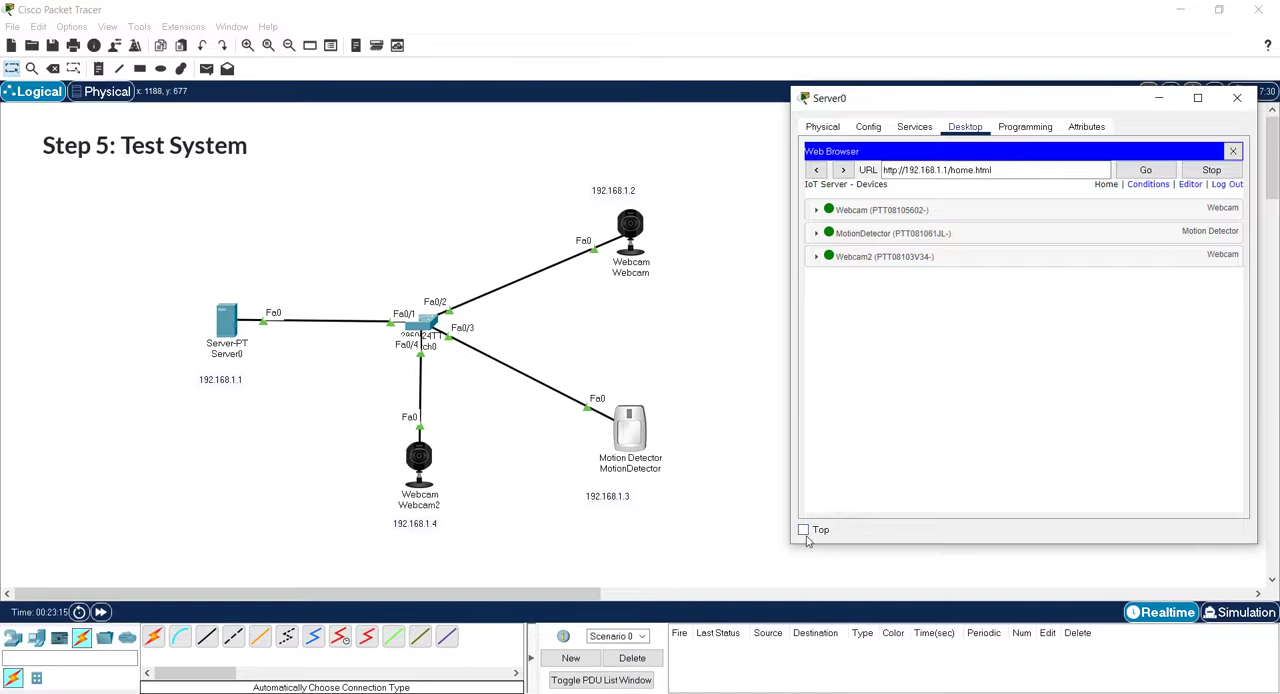 Cisco Packet Tracer
File Edit Options View Tools Extensions Window Help
Logical Physical x: 1188, y: 677
7:30
Step 5: Test System
192.168.1.2
Fa0
Webcam
Webcam
Fa0/2
Fa0/1
Fa0
Fa0/3
Fa0/4
Server-PT
Server0
192.168.1.1
Fa0
Fa0
Motion Detector
MotionDetector
192.168.1.3
Webcam
Webcam2
192.168.1.4
Server0
Physical Config Services Desktop Programming Attributes
Web Browser X
< > URL http://192.168.1.1/home.html Go Stop
IoT Server - Devices Home | Conditions | Editor | Log Out
Webcam (PTT08105602-) Webcam
MotionDetector (PTT081061JL-) Motion Detector
Webcam2 (PTT08103V34-) Webcam
Top
Time: 00:23:15 Realtime Simulation
Scenario 0 Fire Last Status Source Destination Type Color Time(sec) Periodic Num Edit Delete
New Delete
Toggle PDU List Window
Automatically Choose Connection Type